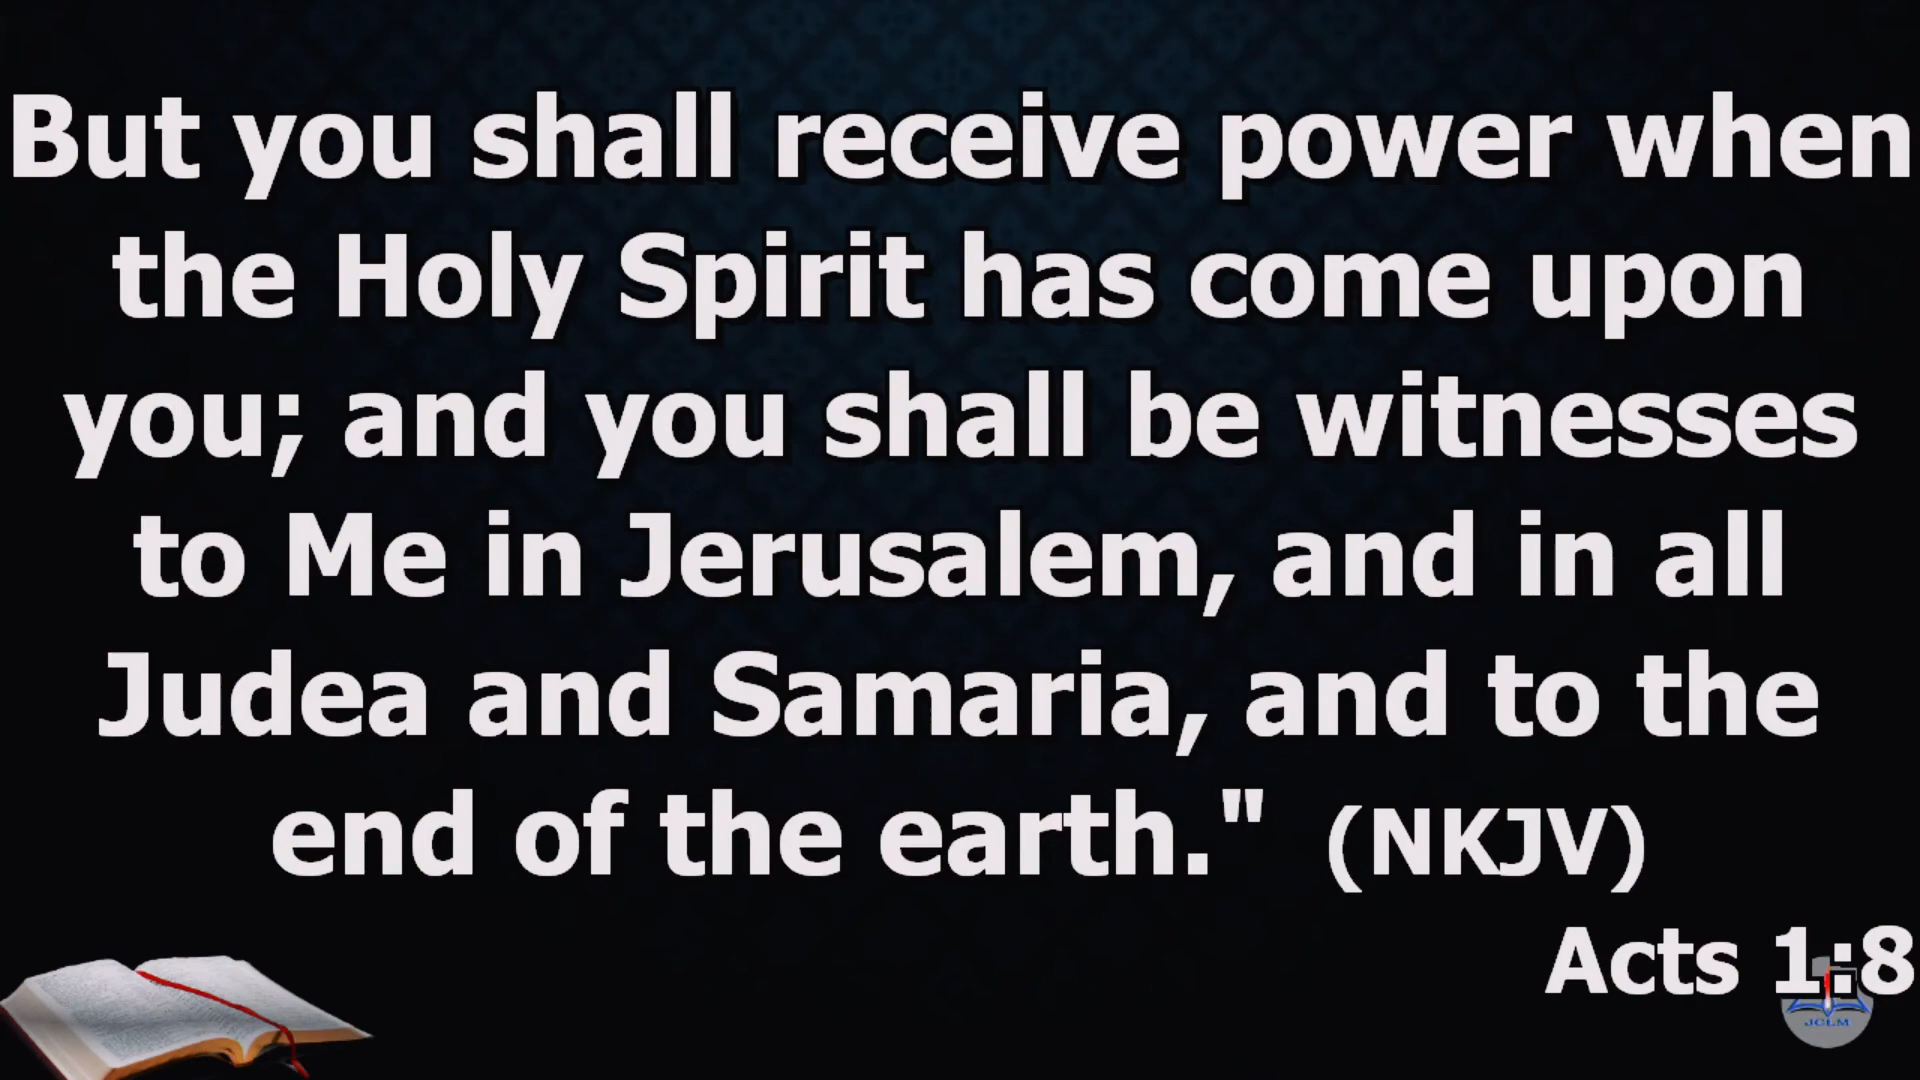 But you shall receive power when
the Holy Spirit has come upon
you; and you shall be witnesses
to Me in Jerusalem, and in all
Judea and Samaria, and to the
end of the earth." (NKJV)
Acts 1:8
JCLM